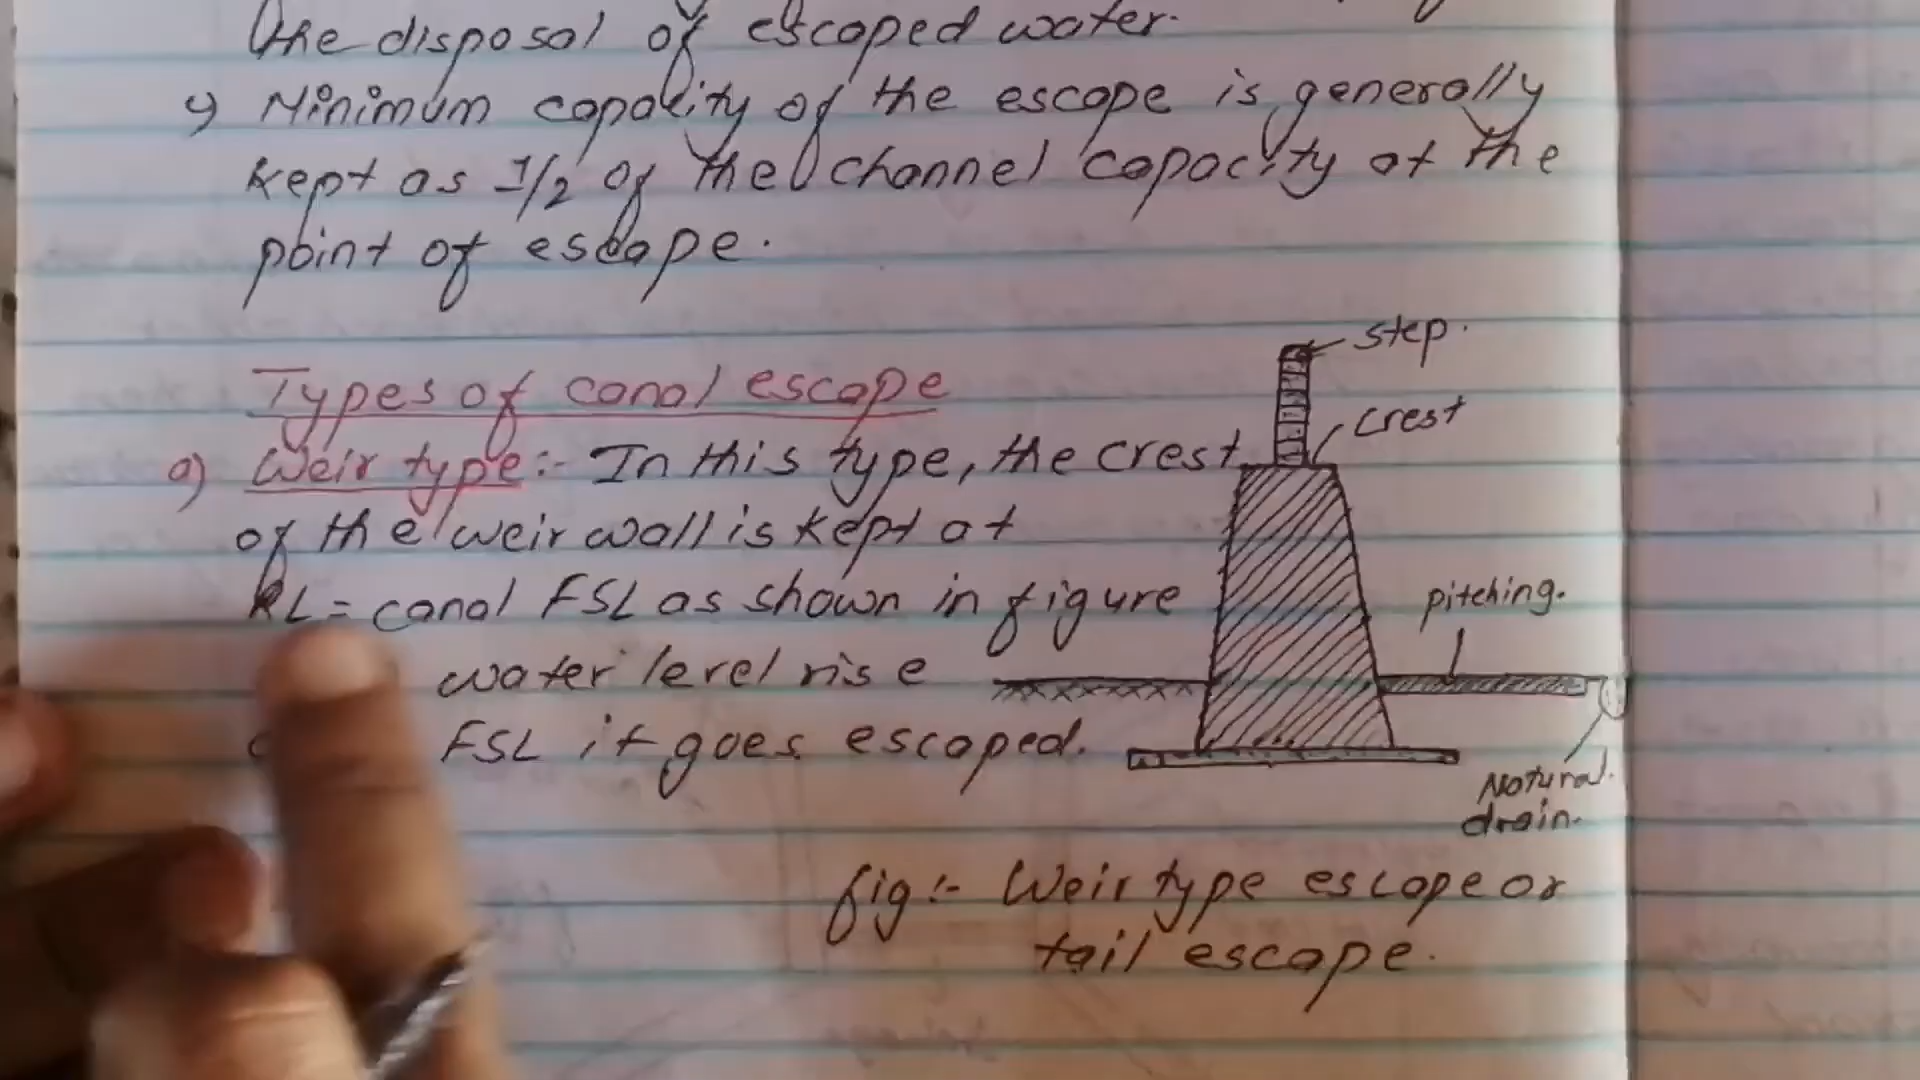 the disposal of escaped water.
y) Minimum capacity of the escape is generally
kept as 1/2 of the channel capacity at the
point of escape.
step.
Types of canal escape
crest
a) Weir type:- In this type, the crest
of the weir wall is kept at
RL = canal FSL as shown in figure
pitching.
water level rise
FSL it goes escaped.
Natural
drain.
fig:- Weir type escape or
tail escape.